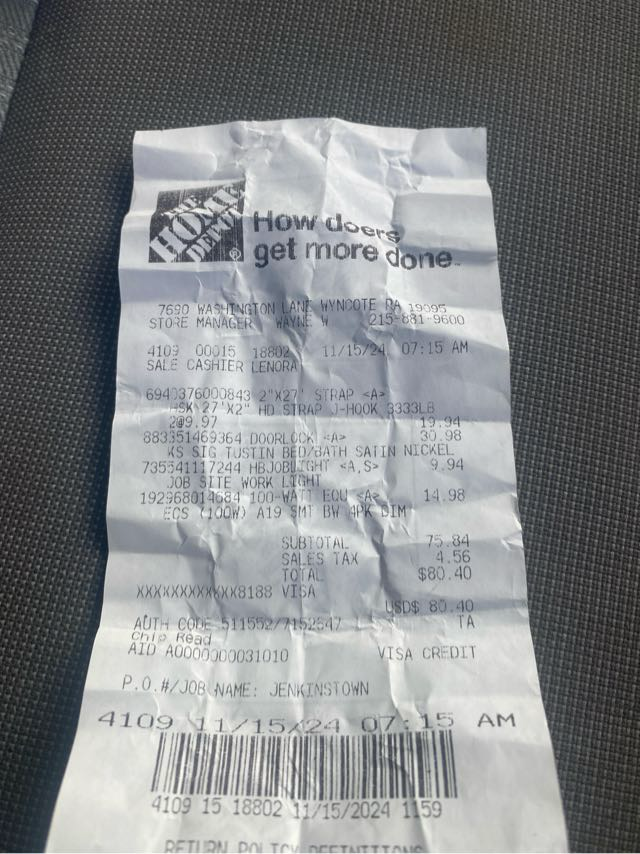 THE
HOME
DEPOT
®
How doers
get more done™
7690 WASHINGTON LANE WYNCOTE PA 19095
STORE MANAGER WAYNE W 215-881-9600
4109 00015 18802 11/15/24 07:15 AM
SALE CASHIER LENORA
6940376000843 2"X27' STRAP <A>
HSK 27'X2" HD STRAP J-HOOK 3333LB
2@9.97 19.94
883351469364 DOORLOCK <A> 30.98
KS SIG TUSTIN BED/BATH SATIN NICKEL
735541117244 HBJOBLIGHT <A,S> 9.94
JOB SITE WORK LIGHT
192968014684 100-WATT EQU <A> 14.98
ECS (100W) A19 SMT BW 4PK DIM
SUBTOTAL 75.84
SALES TAX 4.56
TOTAL $80.40
XXXXXXXXXXXX8188 VISA
USD$ 80.40
AUTH CODE 511552/7152647 TA
Chip Read
AID A0000000031010 VISA CREDIT
P.O.#/JOB NAME: JENKINSTOWN
4109 11/15/24 07:15 AM
4109 15 18802 11/15/2024 1159
RETURN POLICY DEFINITIONS